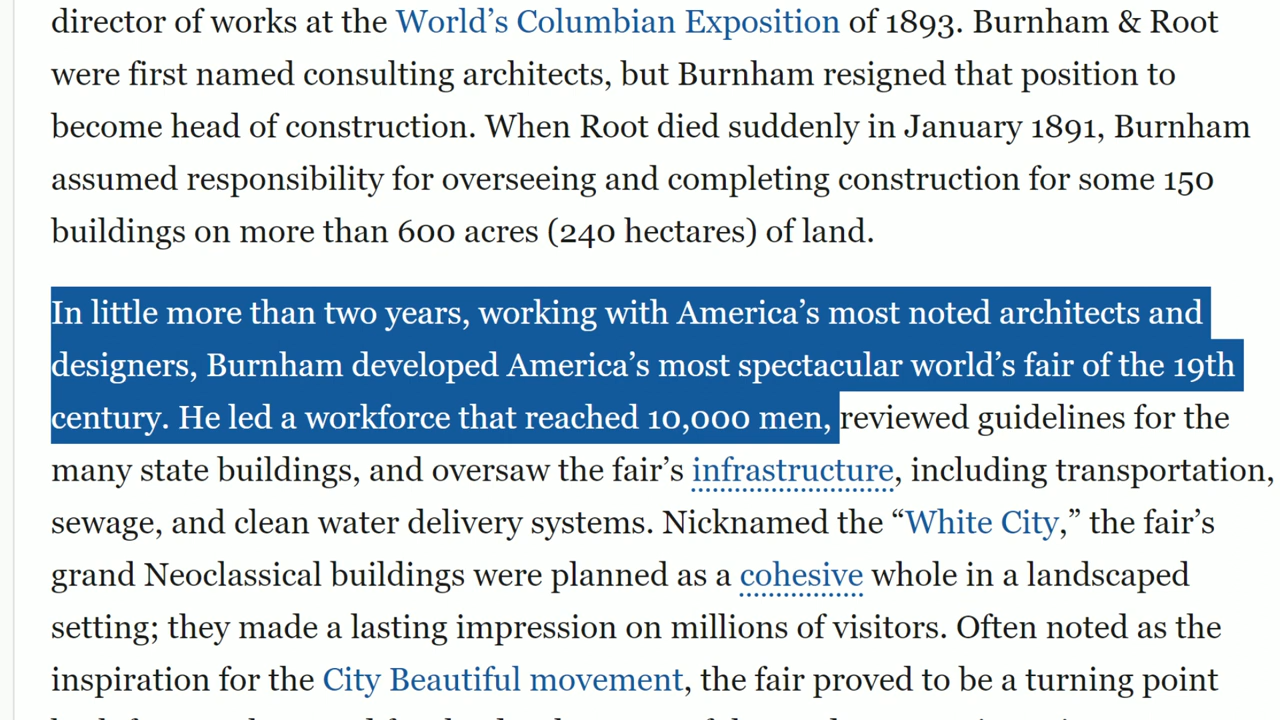 director of works at the World’s Columbian Exposition of 1893. Burnham & Root
were first named consulting architects, but Burnham resigned that position to
become head of construction. When Root died suddenly in January 1891, Burnham
assumed responsibility for overseeing and completing construction for some 150
buildings on more than 600 acres (240 hectares) of land.
In little more than two years, working with America’s most noted architects and
designers, Burnham developed America’s most spectacular world’s fair of the 19th
century. He led a workforce that reached 10,000 men, reviewed guidelines for the
many state buildings, and oversaw the fair’s infrastructure, including transportation,
sewage, and clean water delivery systems. Nicknamed the “White City,” the fair’s
grand Neoclassical buildings were planned as a cohesive whole in a landscaped
setting; they made a lasting impression on millions of visitors. Often noted as the
inspiration for the City Beautiful movement, the fair proved to be a turning point